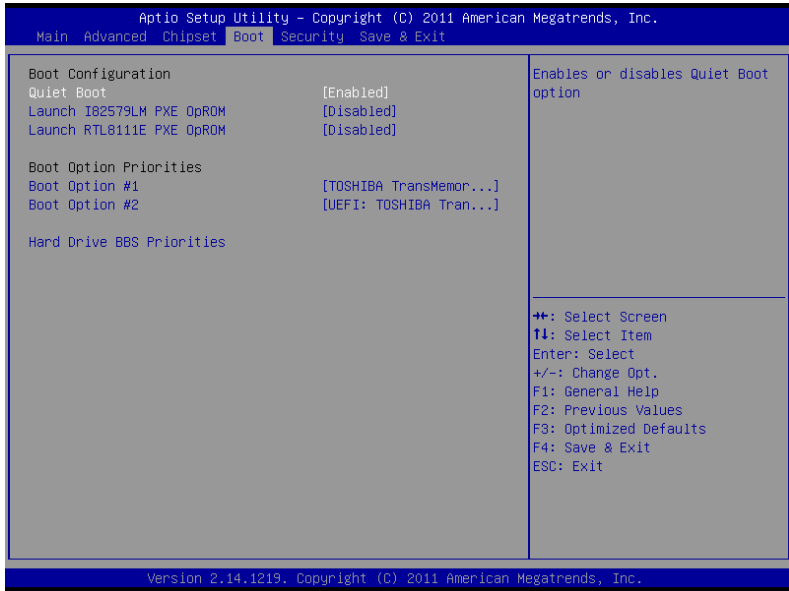 Aptio Setup Utility – Copyright (C) 2011 American Megatrends, Inc.
Main Advanced Chipset Boot Security Save & Exit
Boot Configuration
Quiet Boot [Enabled]
Launch I82579LM PXE OpROM [Disabled]
Launch RTL8111E PXE OpROM [Disabled]
Boot Option Priorities
Boot Option #1 [TOSHIBA TransMemor...]
Boot Option #2 [UEFI: TOSHIBA Tran...]
Hard Drive BBS Priorities
Enables or disables Quiet Boot
option
→←: Select Screen
↑↓: Select Item
Enter: Select
+/-: Change Opt.
F1: General Help
F2: Previous Values
F3: Optimized Defaults
F4: Save & Exit
ESC: Exit
Version 2.14.1219. Copyright (C) 2011 American Megatrends, Inc.